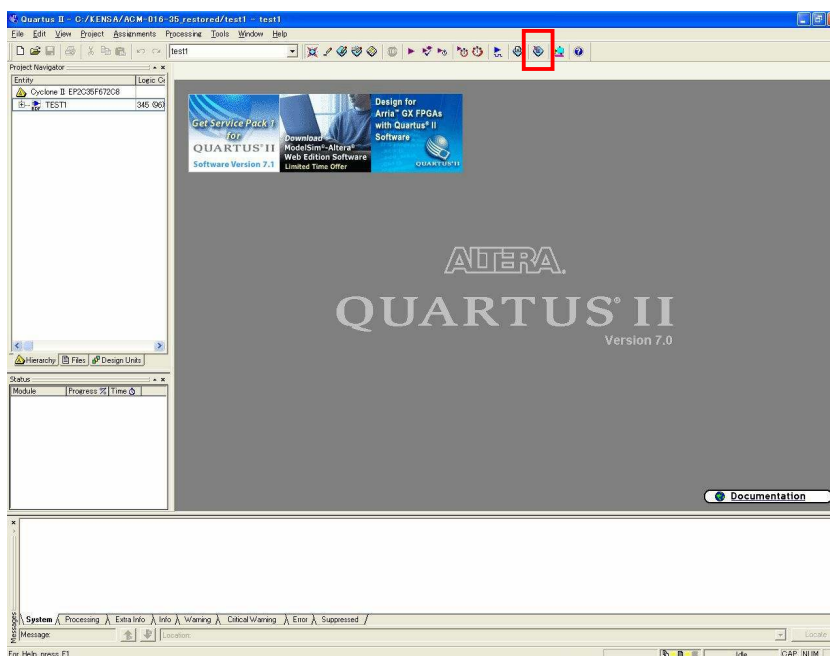 Quartus II - C:/KENSA/ACM-016-35_restored/test1 - test1
File Edit View Project Assignments Processing Tools Window Help
test1
Project Navigator
Entity Logic Ce
Cyclone II: EP2C35F672C8
TEST1 345 (96)
Get Service Pack 1
for
QUARTUS II
Software Version 7.1
Download
ModelSim®-Altera®
Web Edition Software
Limited Time Offer
Design for
Arria™ GX FPGAs
with Quartus® II
Software
QUARTUS II
ALTERA.
QUARTUS® II
Version 7.0
Hierarchy Files Design Units
Status
Module Progress % Time
Documentation
Messages
System Processing Extra Info Info Warning Critical Warning Error Suppressed
Message: Location: Locate
For Help, press F1 Idle CAP NUM